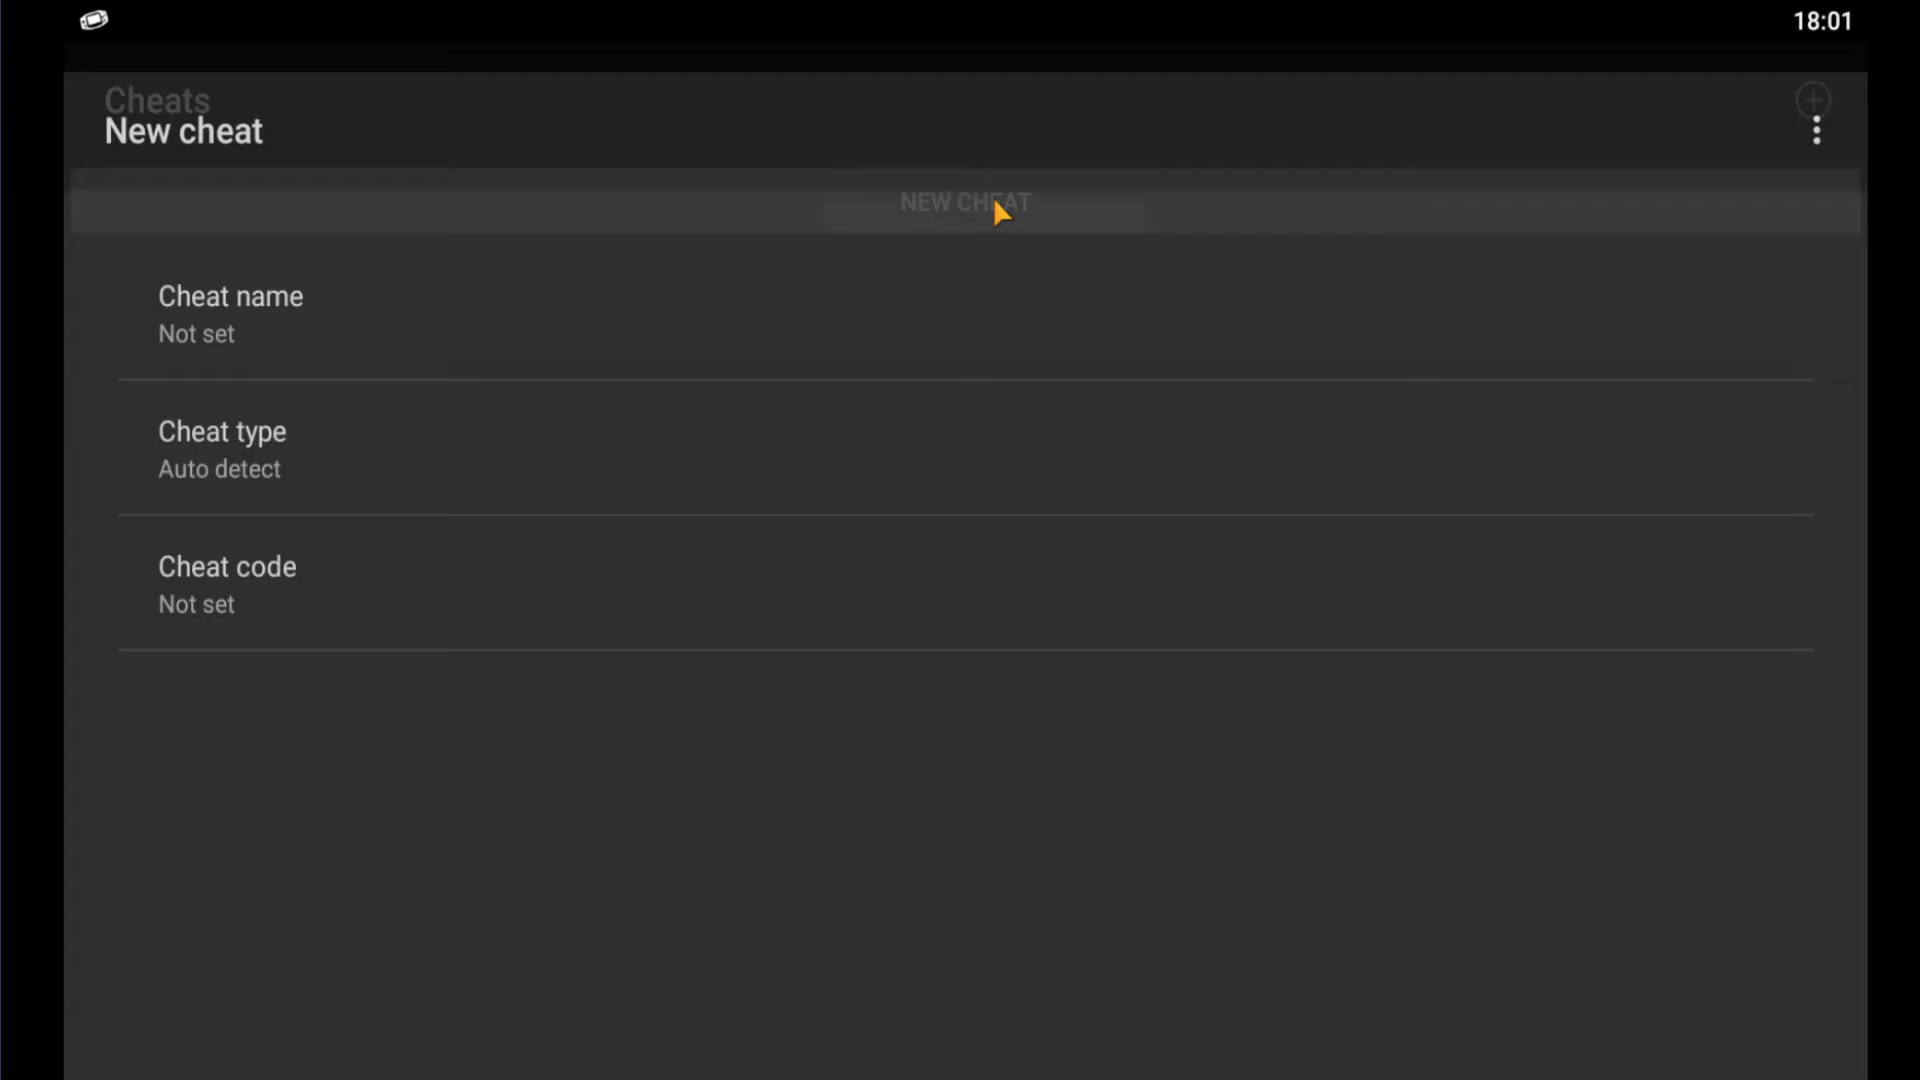 18:01
Cheats
New cheat
NEW CHEAT
Cheat name
Not set
Cheat type
Auto detect
Cheat code
Not set